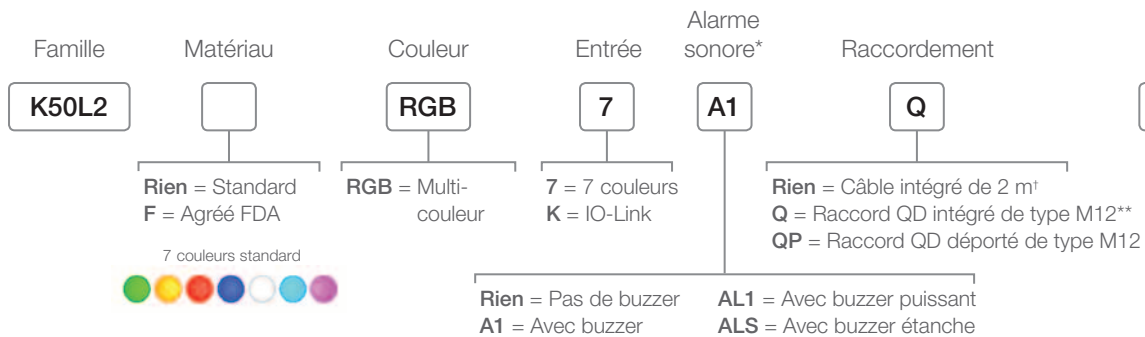 Famille
Matériau
Couleur
Entrée
Alarme
sonore*
Raccordement
K50L2
RGB
7
A1
Q
Rien = Standard
F = Agréé FDA
RGB = Multi-
couleur
7 = 7 couleurs
K = IO-Link
Rien = Câble intégré de 2 m†
Q = Raccord QD intégré de type M12**
QP = Raccord QD déporté de type M12
7 couleurs standard
Rien = Pas de buzzer
A1 = Avec buzzer
AL1 = Avec buzzer puissant
ALS = Avec buzzer étanche